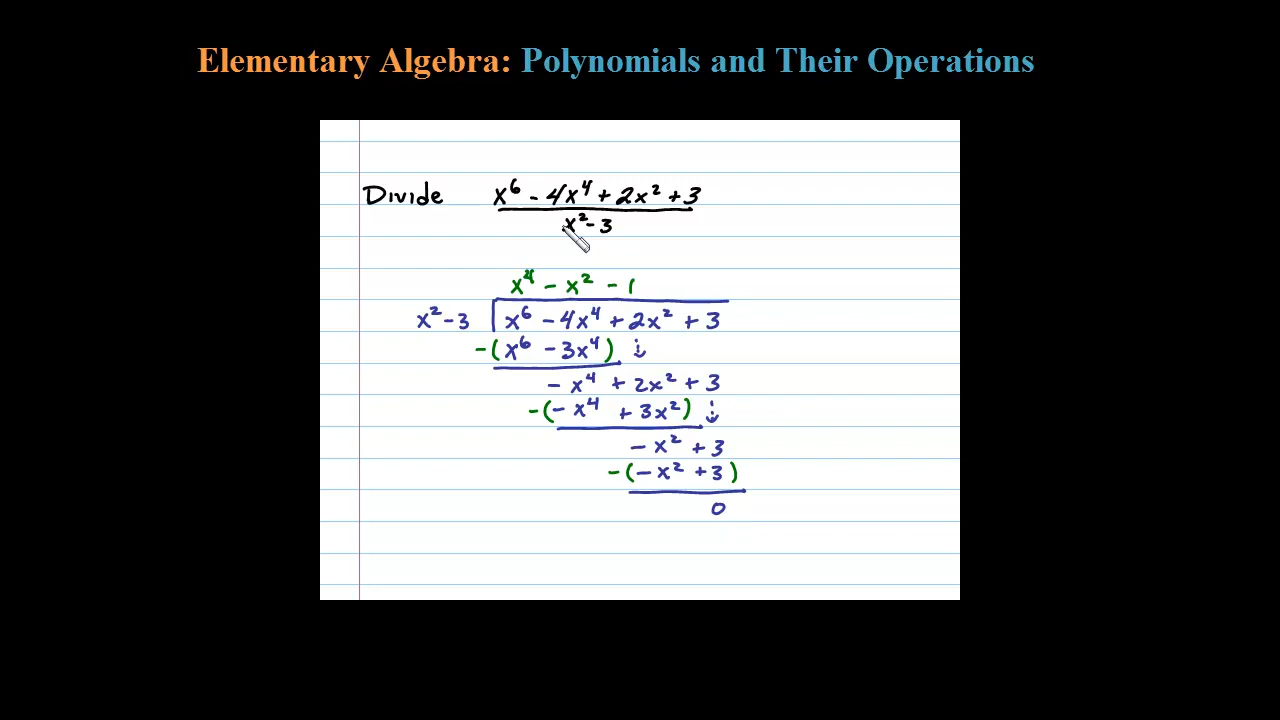 Elementary Algebra: Polynomials and Their Operations
Divide x⁶ - 4x⁴ + 2x² + 3
x² - 3
x⁴ - x² - 1
x² - 3 x⁶ - 4x⁴ + 2x² + 3
-(x⁶ - 3x⁴) ↓
- x⁴ + 2x² + 3
-(- x⁴ + 3x²) ↓
- x² + 3
-(- x² + 3)
0